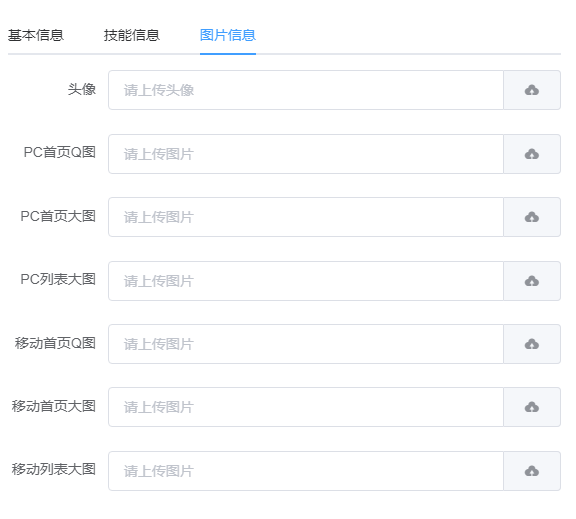 基本信息 技能信息 图片信息
头像 请上传头像
PC首页Q图 请上传图片
PC首页大图 请上传图片
PC列表大图 请上传图片
移动首页Q图 请上传图片
移动首页大图 请上传图片
移动列表大图 请上传图片